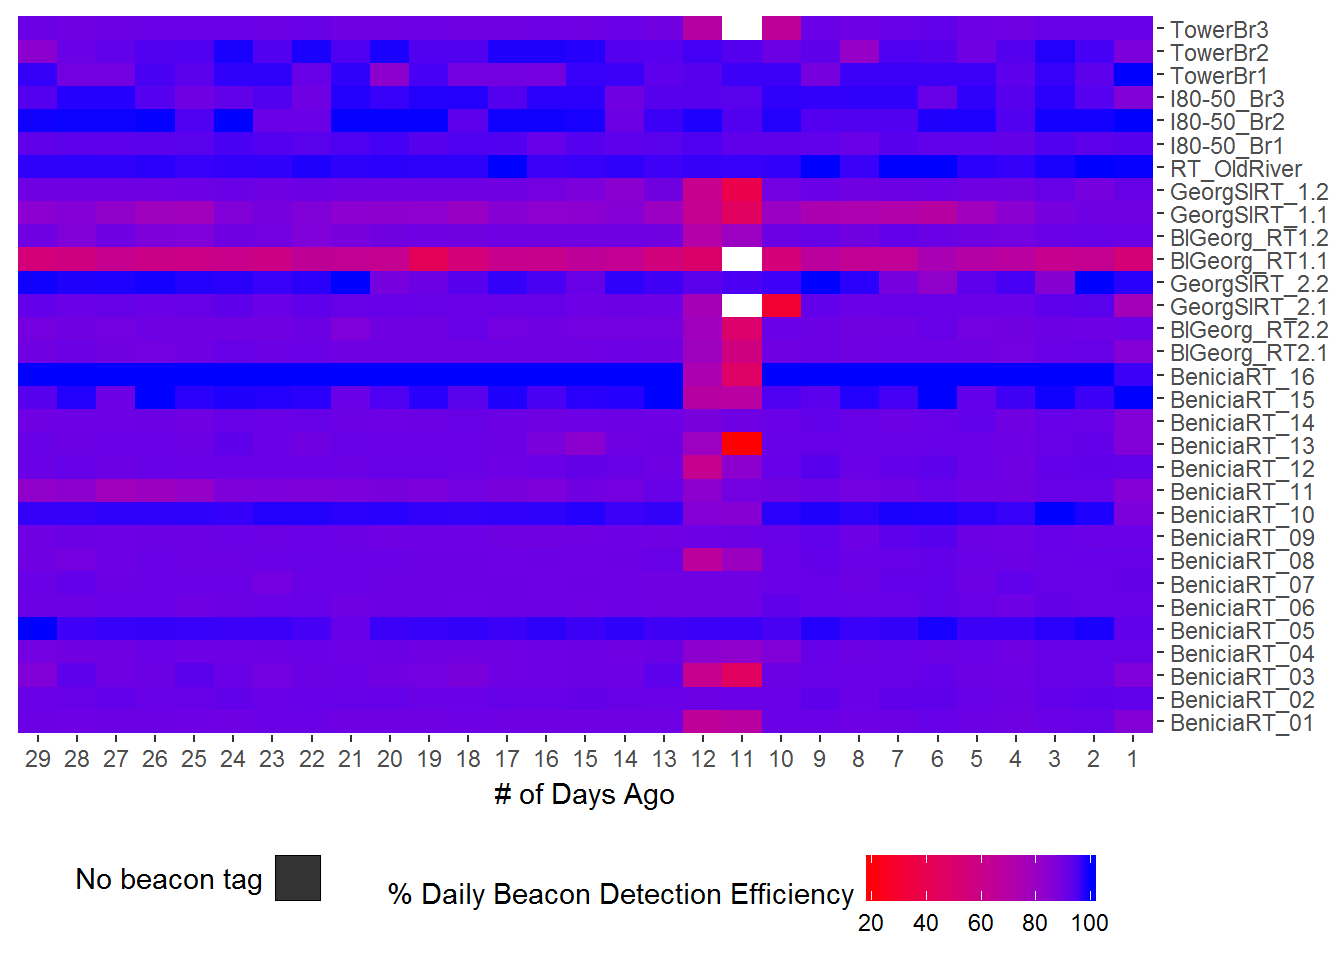 TowerBr3
TowerBr2
TowerBr1
I80-50_Br3
I80-50_Br2
I80-50_Br1
RT_OldRiver
GeorgSlRT_1.2
GeorgSlRT_1.1
BlGeorg_RT1.2
BlGeorg_RT1.1
GeorgSlRT_2.2
GeorgSlRT_2.1
BlGeorg_RT2.2
BlGeorg_RT2.1
BeniciaRT_16
BeniciaRT_15
BeniciaRT_14
BeniciaRT_13
BeniciaRT_12
BeniciaRT_11
BeniciaRT_10
BeniciaRT_09
BeniciaRT_08
BeniciaRT_07
BeniciaRT_06
BeniciaRT_05
BeniciaRT_04
BeniciaRT_03
BeniciaRT_02
BeniciaRT_01
29 28 27 26 25 24 23 22 21 20 19 18 17 16 15 14 13 12 11 10 9 8 7 6 5 4 3 2 1
# of Days Ago
No beacon tag
% Daily Beacon Detection Efficiency
20 40 60 80 100